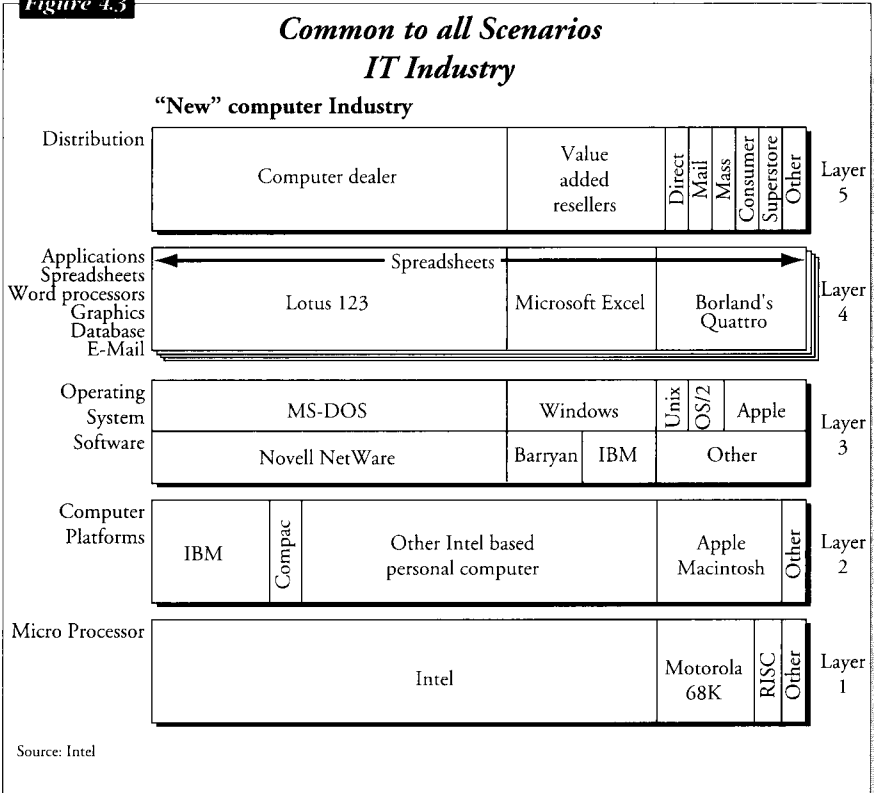 Figure 4.3
Common to all Scenarios
IT Industry
"New" computer Industry
Distribution
Computer dealer
Value
added
resellers
Direct
Mail
Mass
Consumer
Superstore
Other
Layer
5
Applications
Spreadsheets
Word processors
Graphics
Database
E-Mail
Spreadsheets
Lotus 123
Microsoft Excel
Borland's
Quattro
Layer
4
Operating
System
Software
MS-DOS
Windows
Unix
OS/2
Apple
Novell NetWare
Barryan
IBM
Other
Layer
3
Computer
Platforms
IBM
Compac
Other Intel based
personal computer
Apple
Macintosh
Other
Layer
2
Micro Processor
Intel
Motorola
68K
RISC
Other
Layer
1
Source: Intel